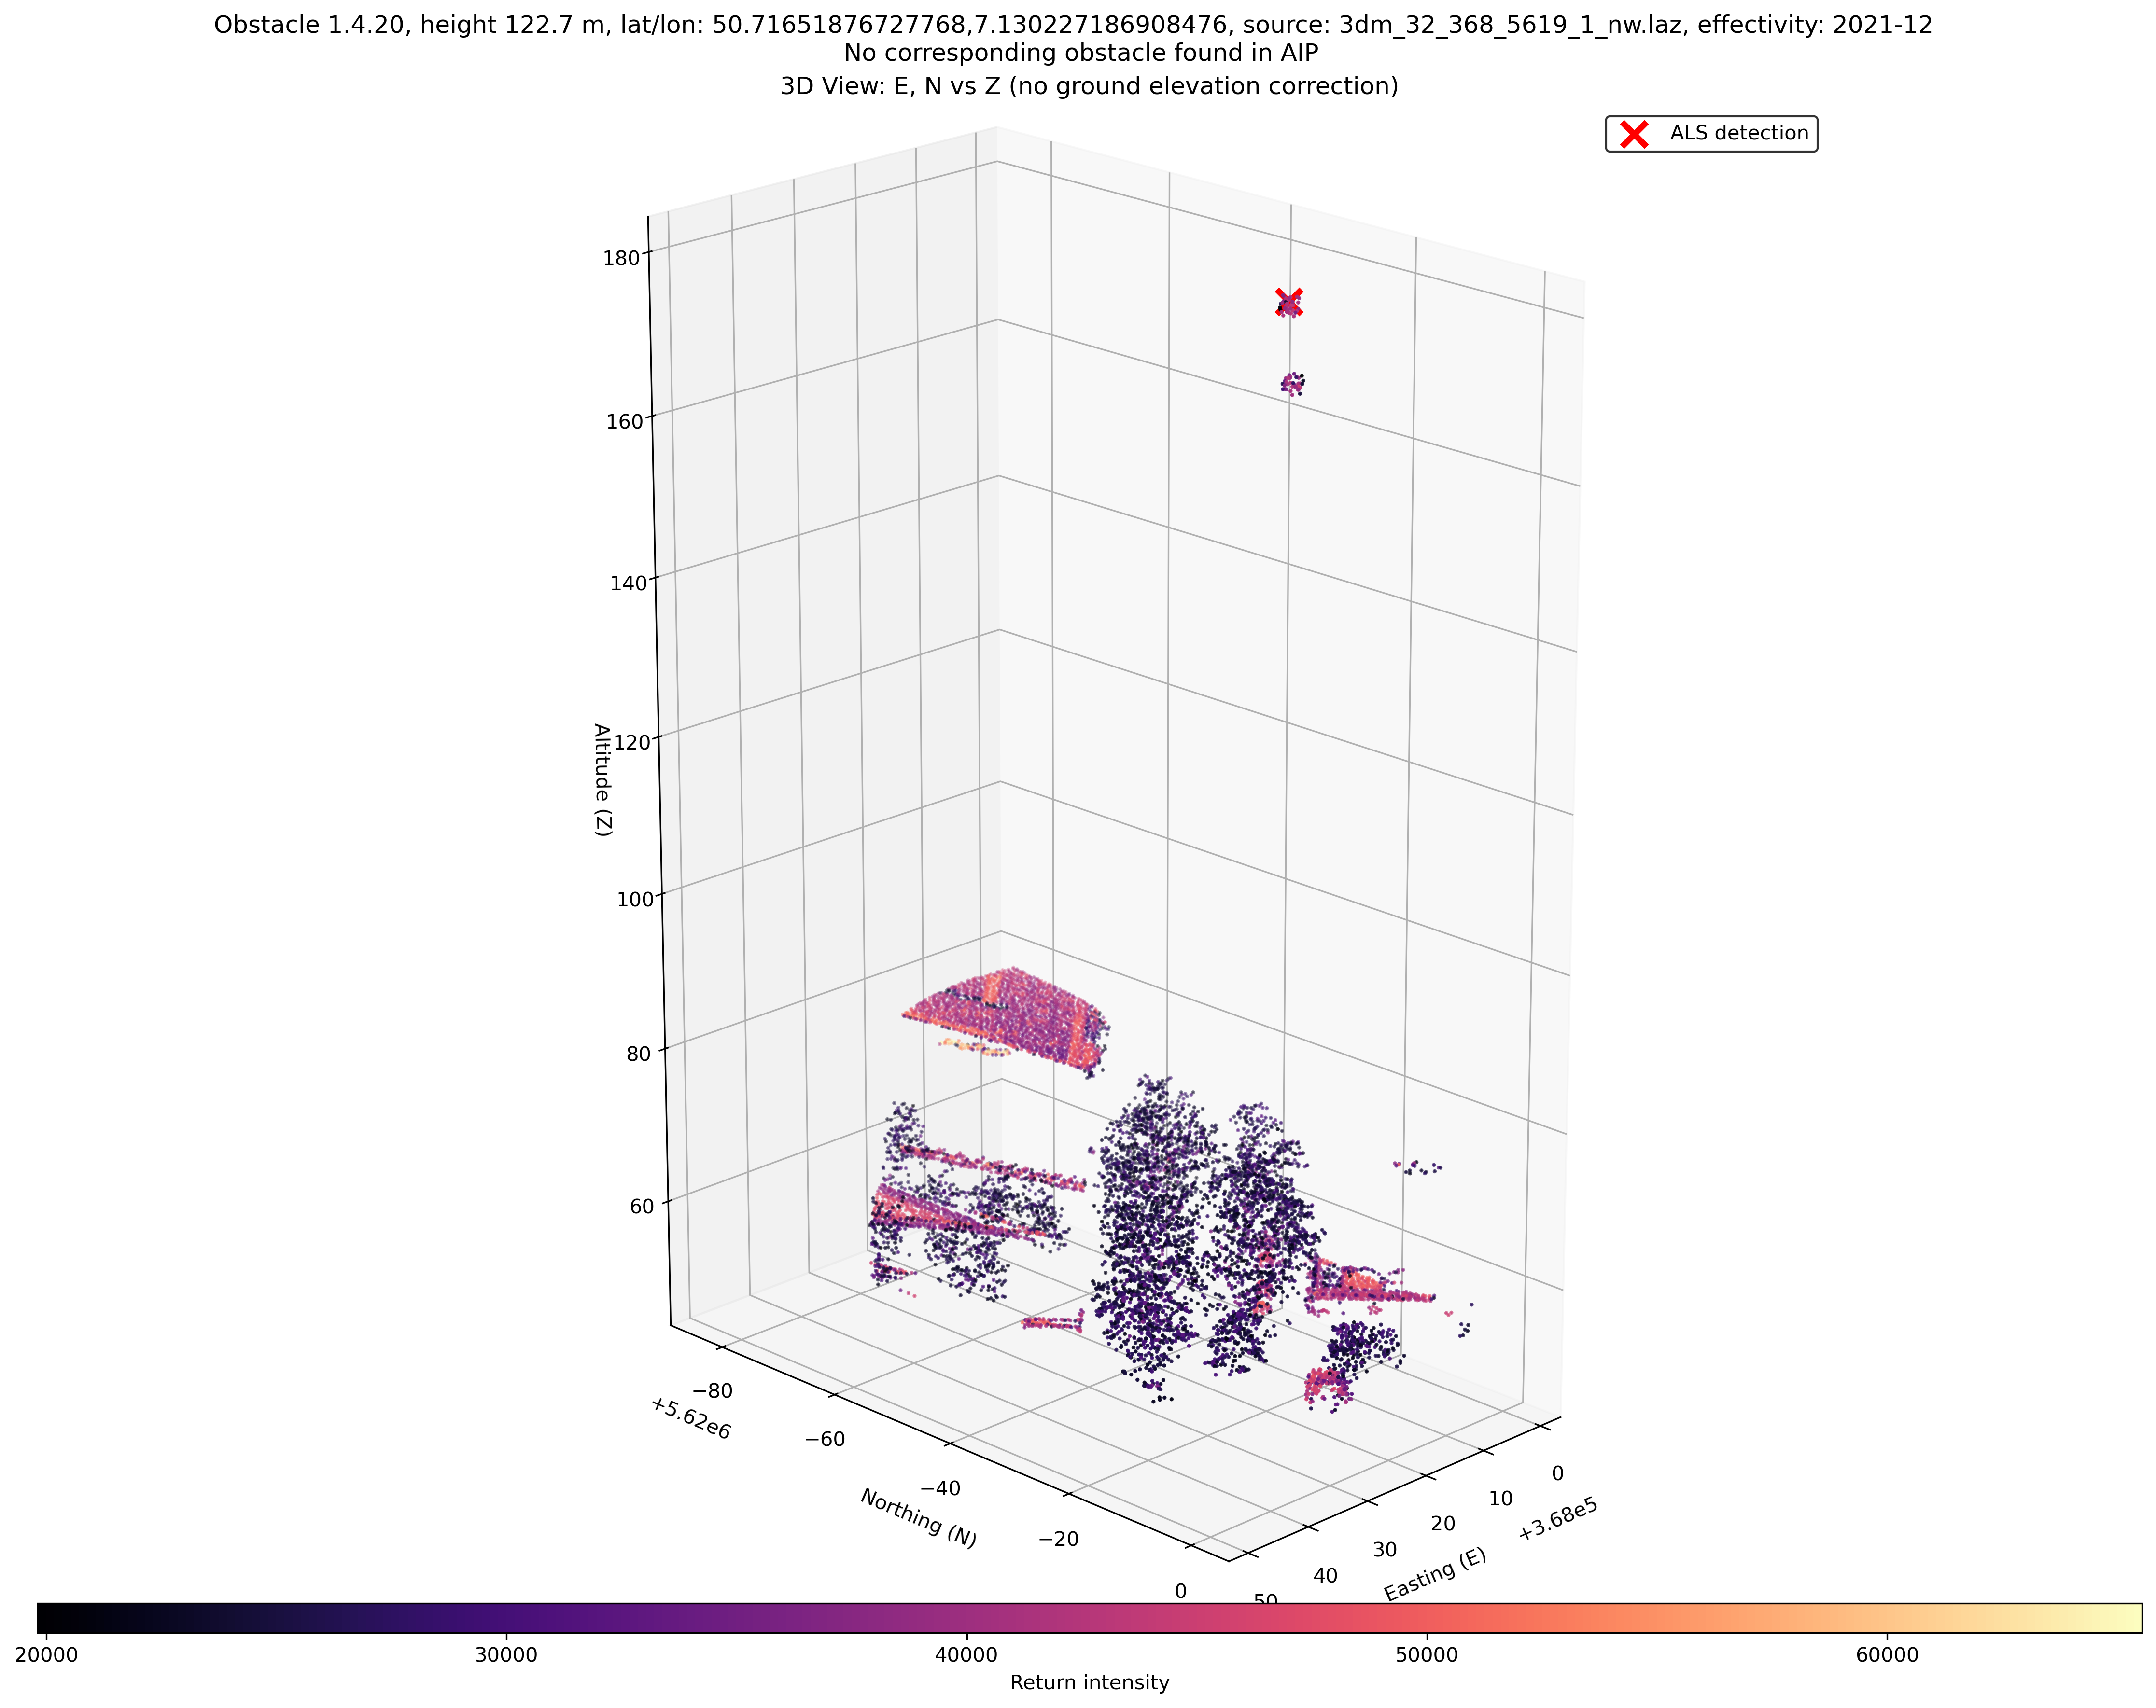 Obstacle 1.4.20, height 122.7 m, lat/lon: 50.71651876727768,7.130227186908476, source: 3dm_32_368_5619_1_nw.laz, effectivity: 2021-12
No corresponding obstacle found in AIP
3D View: E, N vs Z (no ground elevation correction)
ALS detection
180
160
140
120
100
80
60
Altitude (Z)
−80
−60
−40
−20
0
+5.62e6
Northing (N)
0
10
20
30
40
50
+3.68e5
Easting (E)
20000
30000
40000
50000
60000
Return intensity